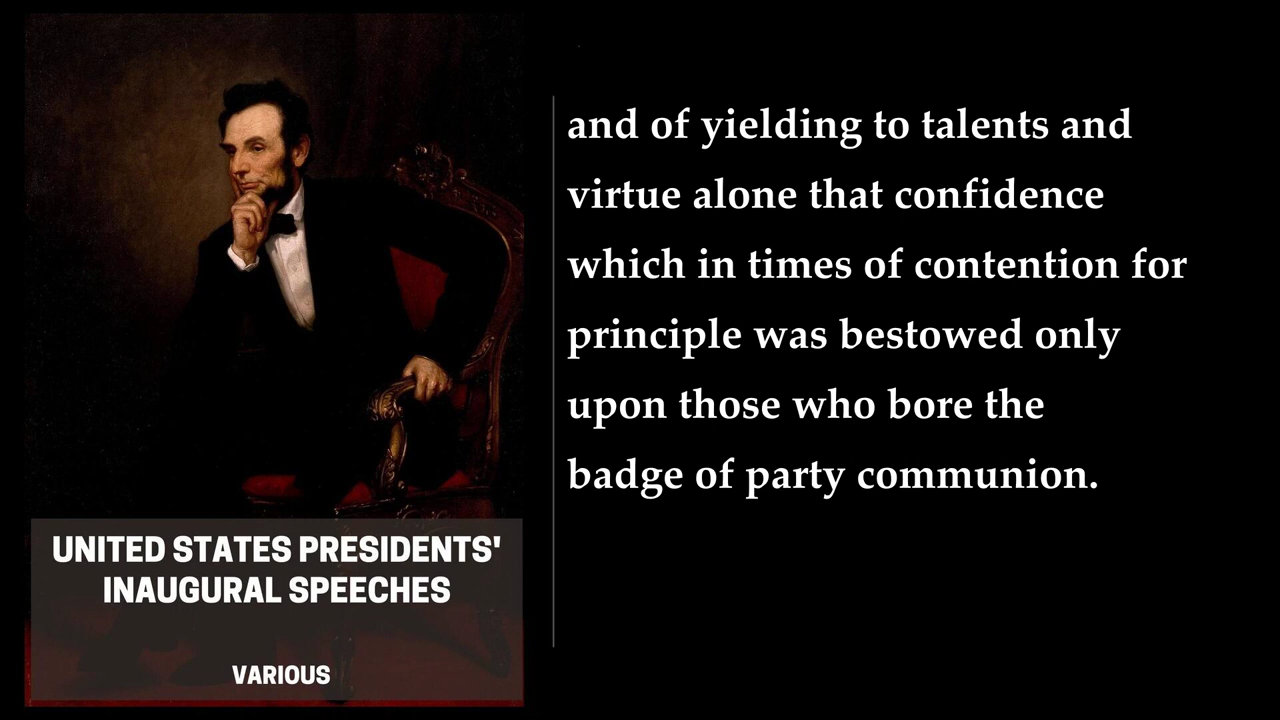 and of yielding to talents and
virtue alone that confidence
which in times of contention for
principle was bestowed only
upon those who bore the
badge of party communion.
UNITED STATES PRESIDENTS'
INAUGURAL SPEECHES
VARIOUS